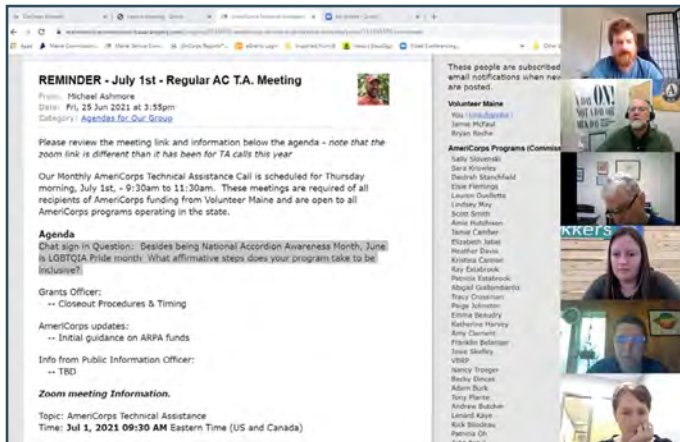 Apps
REMINDER - July 1st - Regular AC T.A. Meeting
From: Michael Ashmore
Date: Fri, 25 Jun 2021 at 3:55pm
Category: Agendas for Our Group
Please review the meeting link and information below the agenda - note that the
zoom link is different than it has been for TA calls this year
Our Monthly AmeriCorps Technical Assistance Call is scheduled for Thursday
morning, July 1st, - 9:30am to 11:30am. These meetings are required of all
recipients of AmeriCorps funding from Volunteer Maine and are open to all
AmeriCorps programs operating in the state.
Agenda
Chat sign in Question: Besides being National Accordion Awareness Month, June
is LGBTQIA Pride month What affirmative steps does your program take to be
inclusive?
Grants Officer:
-- Closeout Procedures & Timing
AmeriCorps updates:
-- Initial guidance on ARPA funds
Info from Public Information Officer:
-- TBD
Zoom meeting Information.
Topic: AmeriCorps Technical Assistance
Time: Jul 1, 2021 09:30 AM Eastern Time (US and Canada)
These people are subscribed
email notifications when new
are posted.
Volunteer Maine
You
Jamie McFaul
Bryan Roche
AmeriCorps Programs
Sally Slovenski
Sara Knowles
Deidrah Stanchfield
Elsie Flemings
Lauren Ouellette
Lindsey May
Scott Smith
Amie Hutchison
Tamie
Elizabeth
Heather Davis
Kristina Cannon
Ray Estabrook
Patricia Estabrook
Abigail
Tracy Crossman
Paige Johnston
Emma Beaudry
Katherine Harvey
Amy Clement
Franklin
Josie Skelley
VBRP
Nancy Troeger
Becky Dincas
Adam Burk
Tony Plante
Andrew Butcher
Lenard Kaye
Rick Bilodeau
Patricia Oh
A DAY ON!
NOT A DAY OFF
kkers